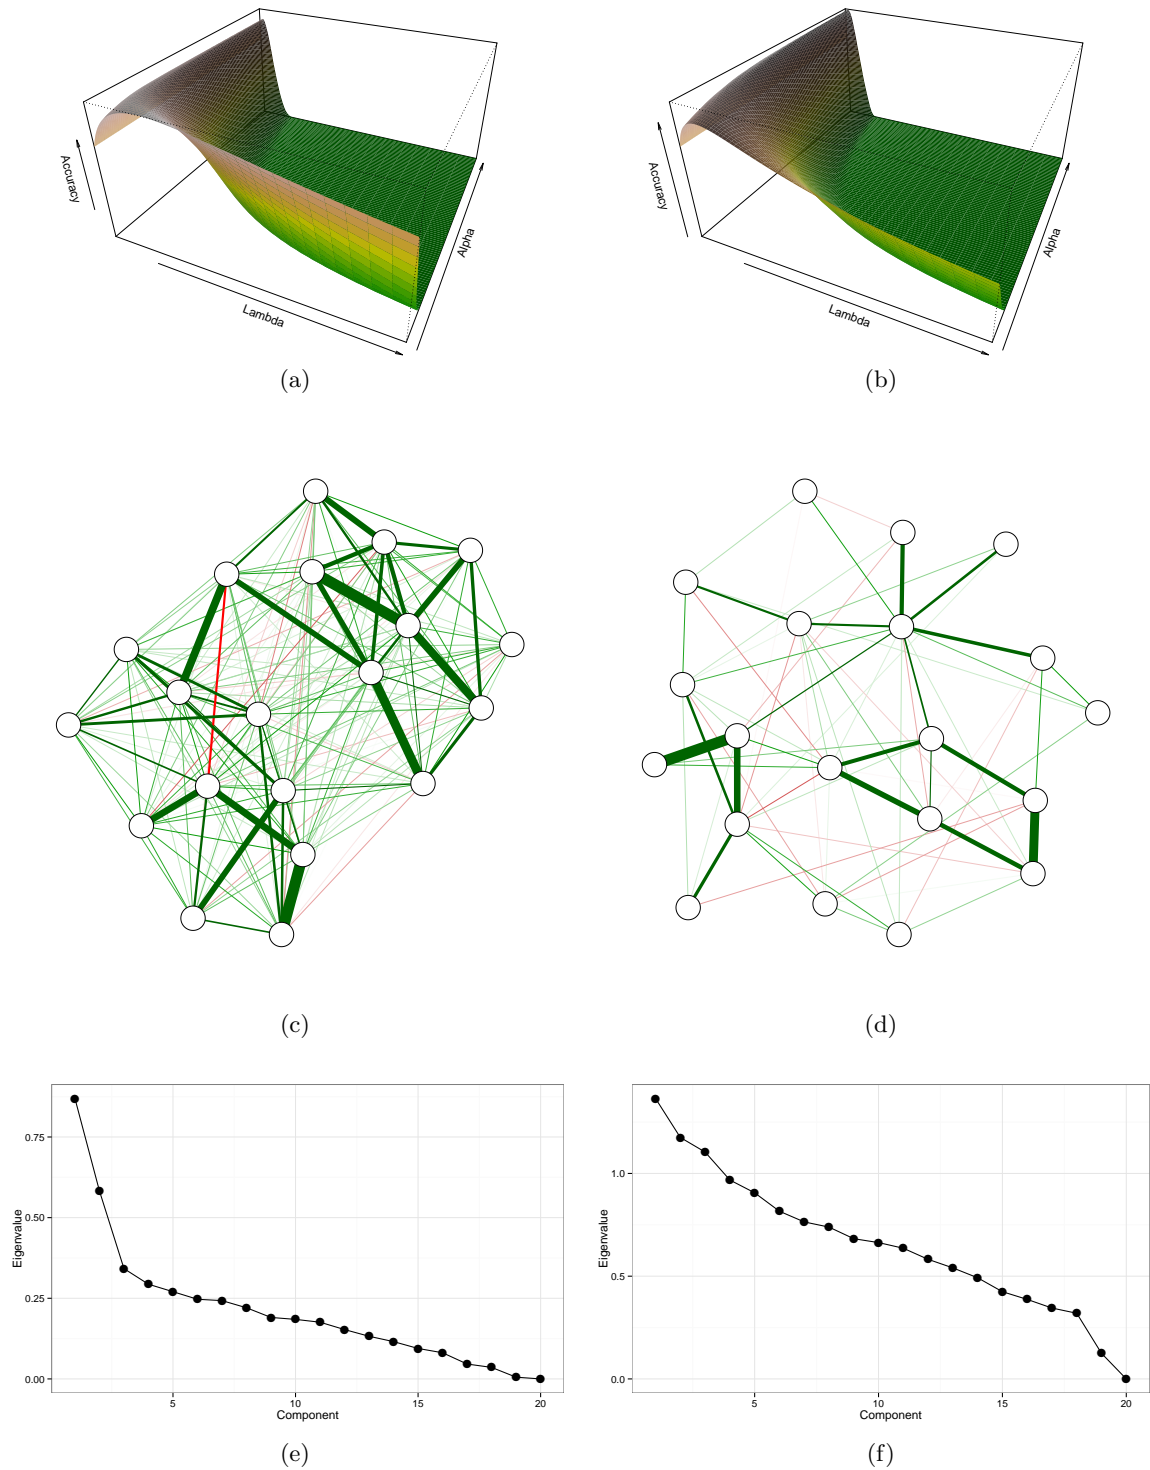 Accuracy
Lambda
Alpha
(a)
Accuracy
Lambda
Alpha
(b)
(c)
(d)
Eigenvalue
0.75
0.50
0.25
0.00
5 10 15 20
Component
(e)
Eigenvalue
1.0
0.5
0.0
5 10 15 20
Component
(f)